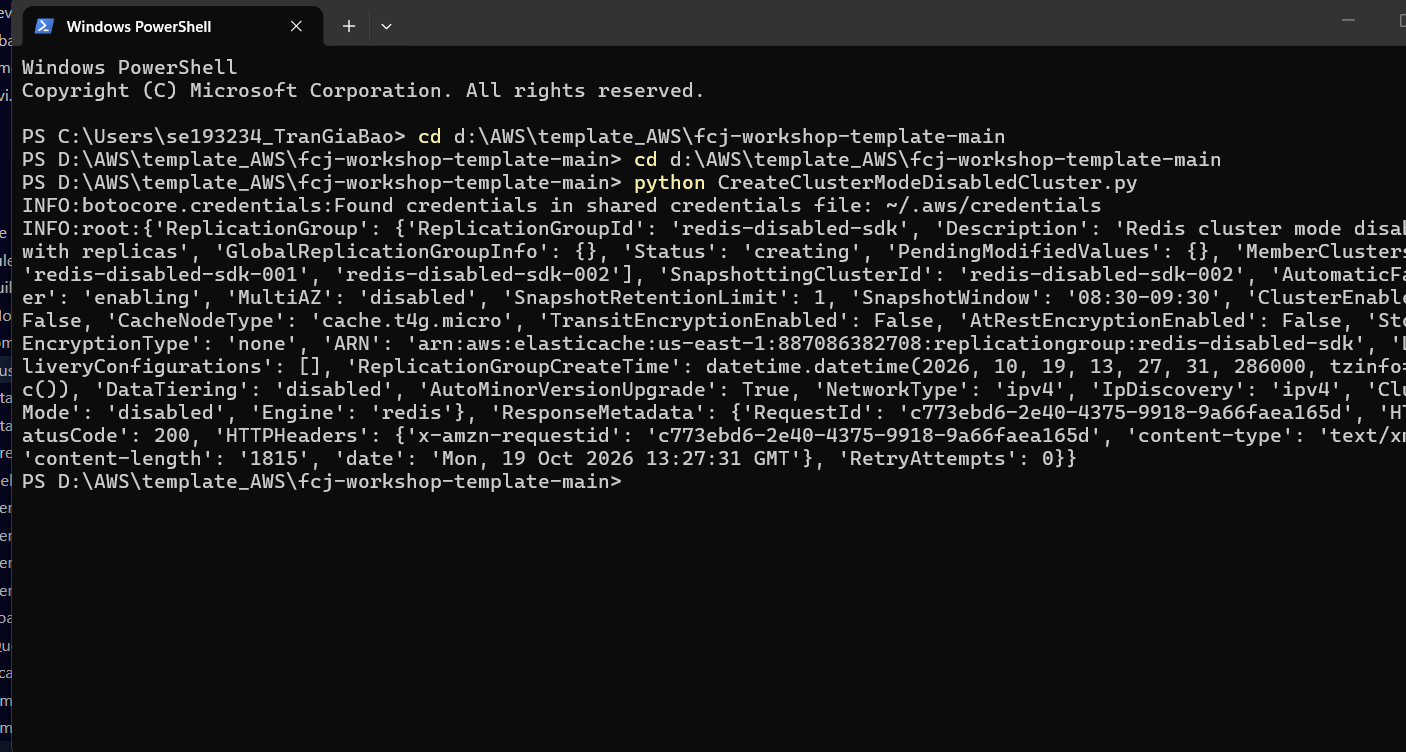 Windows PowerShell
Windows PowerShell
Copyright (C) Microsoft Corporation. All rights reserved.
PS C:\Users\se193234_TranGiaBao> cd d:\AWS\template_AWS\fcj-workshop-template-main
PS D:\AWS\template_AWS\fcj-workshop-template-main> cd d:\AWS\template_AWS\fcj-workshop-template-main
PS D:\AWS\template_AWS\fcj-workshop-template-main> python CreateClusterModeDisabledCluster.py
INFO:botocore.credentials:Found credentials in shared credentials file: ~/.aws/credentials
INFO:root:{'ReplicationGroup': {'ReplicationGroupId': 'redis-disabled-sdk', 'Description': 'Redis cluster mode disab
with replicas', 'GlobalReplicationGroupInfo': {}, 'Status': 'creating', 'PendingModifiedValues': {}, 'MemberClusters
'redis-disabled-sdk-001', 'redis-disabled-sdk-002'], 'SnapshottingClusterId': 'redis-disabled-sdk-002', 'AutomaticFa
er': 'enabling', 'MultiAZ': 'disabled', 'SnapshotRetentionLimit': 1, 'SnapshotWindow': '08:30-09:30', 'ClusterEnable
False, 'CacheNodeType': 'cache.t4g.micro', 'TransitEncryptionEnabled': False, 'AtRestEncryptionEnabled': False, 'Sto
EncryptionType': 'none', 'ARN': 'arn:aws:elasticache:us-east-1:887086382708:replicationgroup:redis-disabled-sdk', 'L
liveryConfigurations': [], 'ReplicationGroupCreateTime': datetime.datetime(2026, 10, 19, 13, 27, 31, 286000, tzinfo=
c()), 'DataTiering': 'disabled', 'AutoMinorVersionUpgrade': True, 'NetworkType': 'ipv4', 'IpDiscovery': 'ipv4', 'Clu
Mode': 'disabled', 'Engine': 'redis'}, 'ResponseMetadata': {'RequestId': 'c773ebd6-2e40-4375-9918-9a66faea165d', 'HT
atusCode': 200, 'HTTPHeaders': {'x-amzn-requestid': 'c773ebd6-2e40-4375-9918-9a66faea165d', 'content-type': 'text/xm
'content-length': '1815', 'date': 'Mon, 19 Oct 2026 13:27:31 GMT'}, 'RetryAttempts': 0}}
PS D:\AWS\template_AWS\fcj-workshop-template-main>